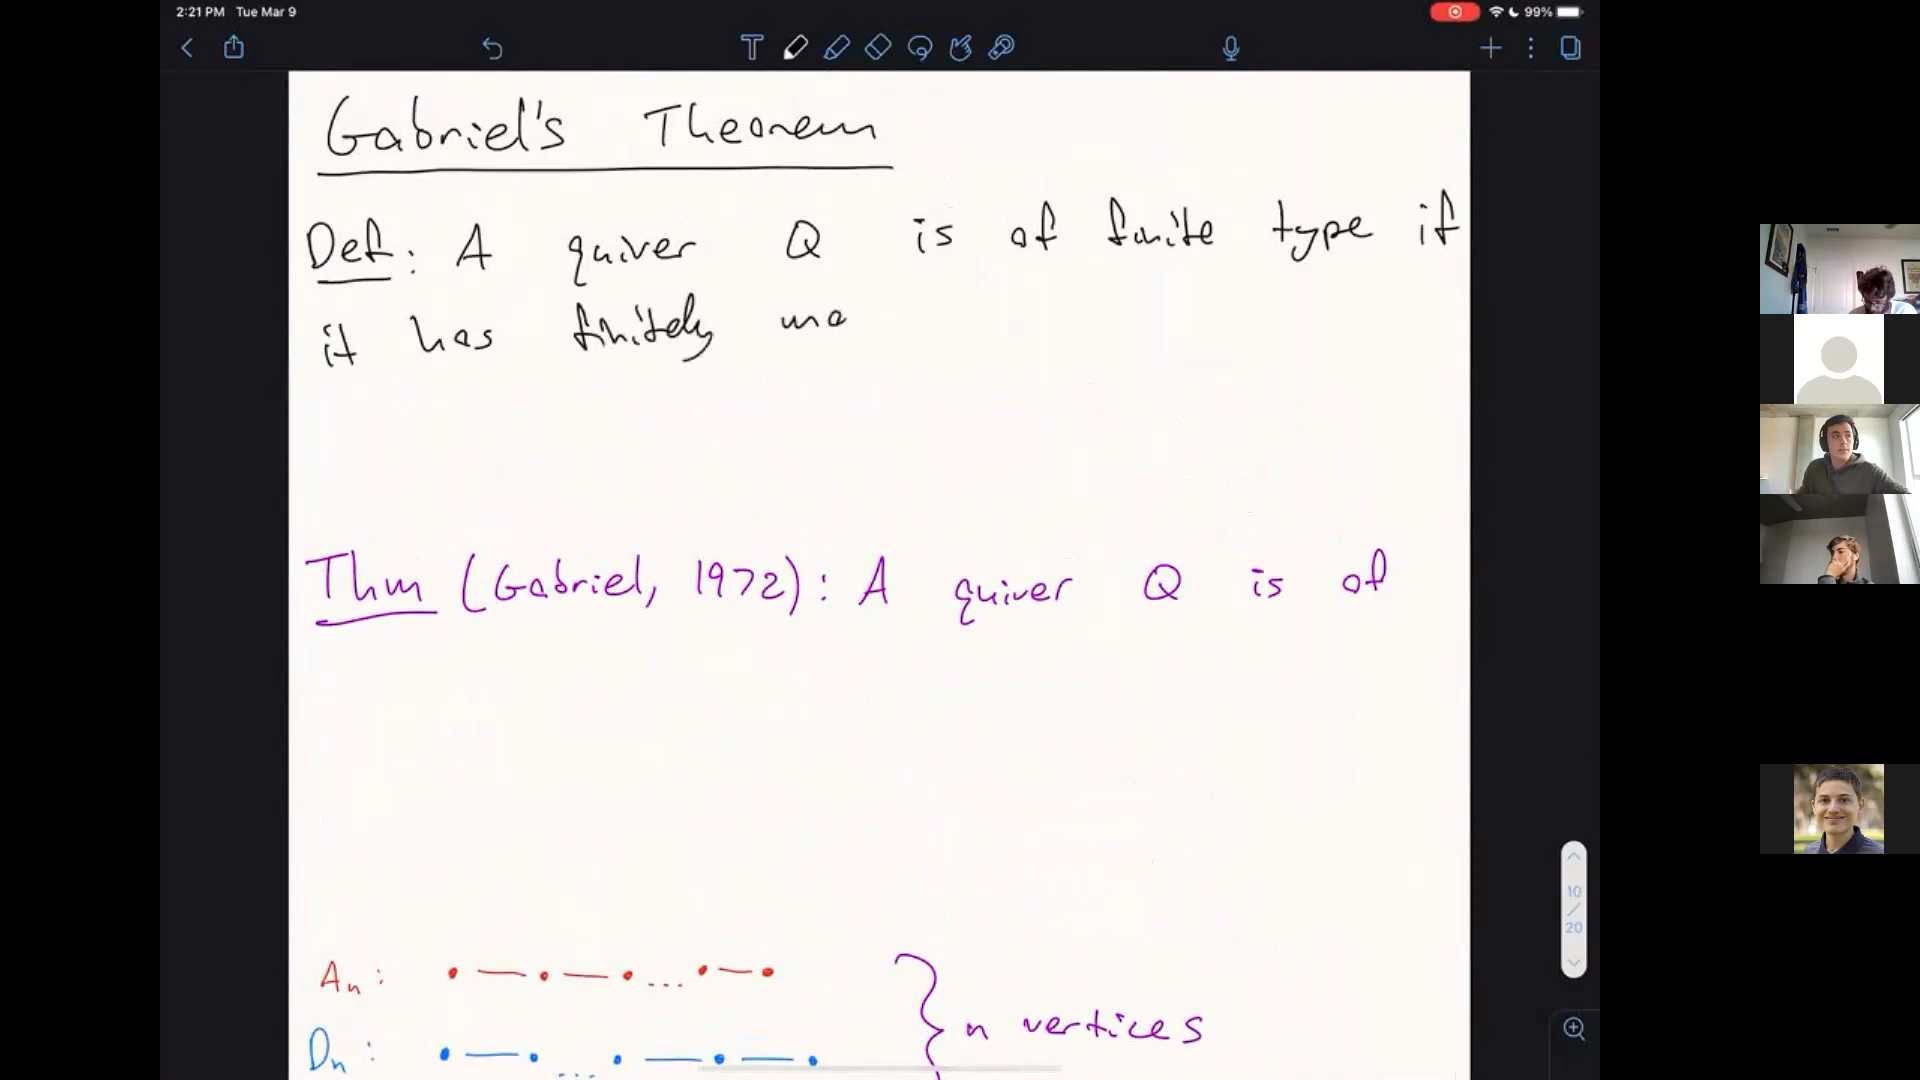 2:21 PM Tue Mar 9
99%
Gabriel's Theorem
Def: A quiver Q is of finite type if
it has finitely ma
Thm (Gabriel, 1972): A quiver Q is of
An:
n vertices
Dn:
10
/
20